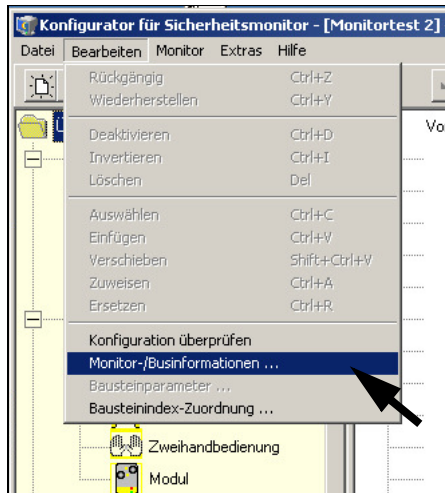 Konfigurator für Sicherheitsmonitor - [Monitortest 2]
Datei Bearbeiten Monitor Extras Hilfe
Rückgängig Ctrl+Z
Wiederherstellen Ctrl+Y
Deaktivieren Ctrl+D
Invertieren Ctrl+I
Löschen Del
Auswählen Ctrl+C
Einfügen Ctrl+V
Verschieben Shift+Ctrl+V
Zuweisen Ctrl+A
Ersetzen Ctrl+R
Konfiguration überprüfen
Monitor-/Businformationen ...
Bausteinparameter ...
Bausteinindex-Zuordnung ...
Zweihandbedienung
Modul